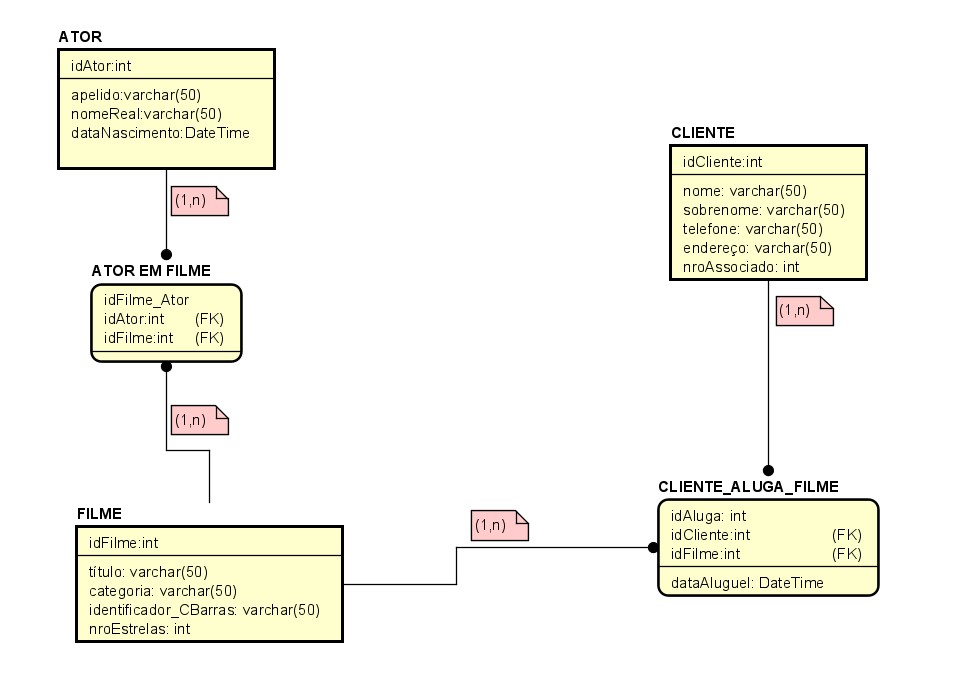 ATOR
idAtor:int
apelido:varchar(50)
nomeReal:varchar(50)
dataNascimento:DateTime
(1,n)
ATOR EM FILME
idFilme_Ator
idAtor:int (FK)
idFilme:int (FK)
(1,n)
FILME
idFilme:int
título: varchar(50)
categoria: varchar(50)
identificador_CBarras: varchar(50)
nroEstrelas: int
(1,n)
CLIENTE
idCliente:int
nome: varchar(50)
sobrenome: varchar(50)
telefone: varchar(50)
endereço: varchar(50)
nroAssociado: int
(1,n)
CLIENTE_ALUGA_FILME
idAluga: int
idCliente:int (FK)
idFilme:int (FK)
dataAluguel: DateTime